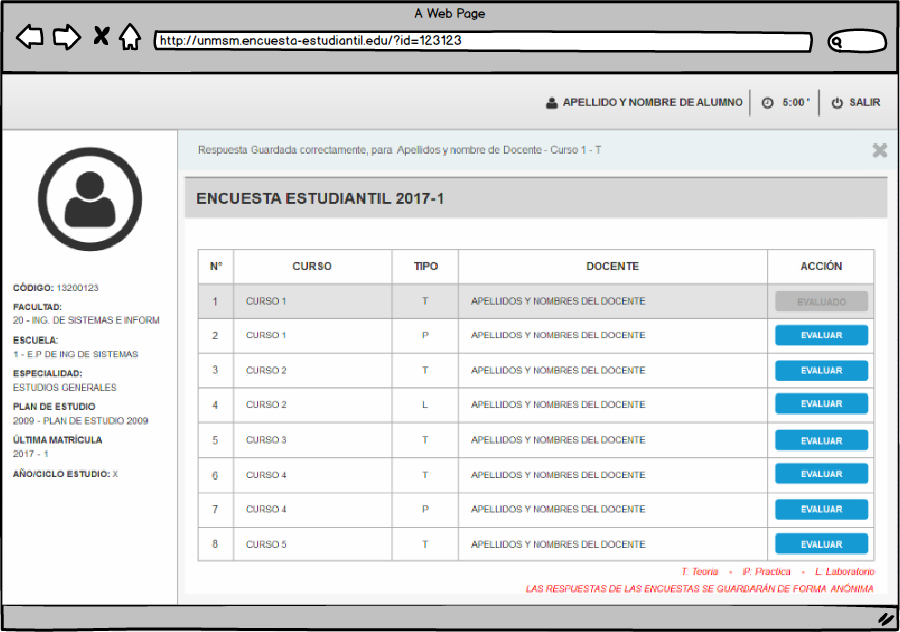 A Web Page
http://unmsm.encuesta-estudiantil.edu/?id=123123
APELLIDO Y NOMBRE DE ALUMNO 5:00" SALIR
Respuesta Guardada correctamente, para Apellidos y nombre de Docente - Curso 1 - T
ENCUESTA ESTUDIANTIL 2017-1
CÓDIGO: 13200123
FACULTAD:
20 - ING. DE SISTEMAS E INFORM
ESCUELA:
1 - E.P DE ING DE SISTEMAS
ESPECIALIDAD:
ESTUDIOS GENERALES
PLAN DE ESTUDIO
2009 - PLAN DE ESTUDIO 2009
ÚLTIMA MATRÍCULA
2017 - 1
AÑO/CICLO ESTUDIO: X
Nº CURSO TIPO DOCENTE ACCIÓN
1 CURSO 1 T APELLIDOS Y NOMBRES DEL DOCENTE EVALUADO
2 CURSO 1 P APELLIDOS Y NOMBRES DEL DOCENTE EVALUAR
3 CURSO 2 T APELLIDOS Y NOMBRES DEL DOCENTE EVALUAR
4 CURSO 2 L APELLIDOS Y NOMBRES DEL DOCENTE EVALUAR
5 CURSO 3 T APELLIDOS Y NOMBRES DEL DOCENTE EVALUAR
6 CURSO 4 T APELLIDOS Y NOMBRES DEL DOCENTE EVALUAR
7 CURSO 4 P APELLIDOS Y NOMBRES DEL DOCENTE EVALUAR
8 CURSO 5 T APELLIDOS Y NOMBRES DEL DOCENTE EVALUAR
T: Teoría - P: Practica - L: Laboratorio
LAS RESPUESTAS DE LAS ENCUESTAS SE GUARDARÁN DE FORMA ANÓNIMA